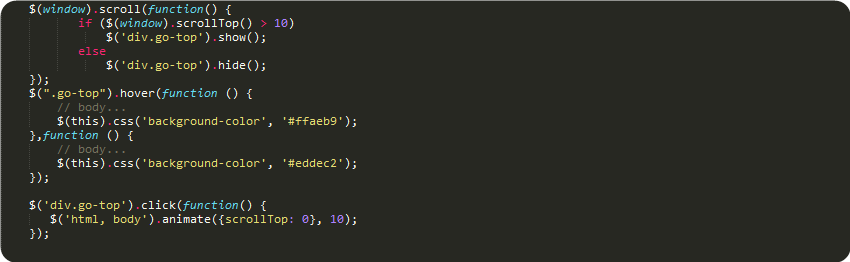 $(window).scroll(function() {
        if ($(window).scrollTop() > 10)
            $('div.go-top').show();
        else
            $('div.go-top').hide();
});
$(".go-top").hover(function () {
    // body...
    $(this).css('background-color', '#ffaeb9');
},function () {
    // body...
    $(this).css('background-color', '#eddec2');
});

$('div.go-top').click(function() {
   $('html, body').animate({scrollTop: 0}, 10);
});